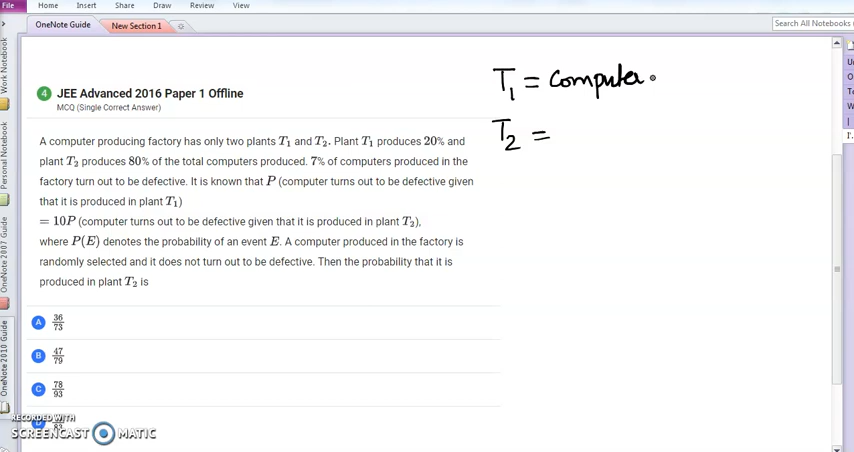 File Home Insert Share Draw Review View
OneNote Guide New Section 1
Search All Notebooks
Work Notebook
Personal Notebook
OneNote 2007 Guide
OneNote 2010 Guide
4 JEE Advanced 2016 Paper 1 Offline
MCQ (Single Correct Answer)
A computer producing factory has only two plants T₁ and T₂. Plant T₁ produces 20% and
plant T₂ produces 80% of the total computers produced. 7% of computers produced in the
factory turn out to be defective. It is known that P (computer turns out to be defective given
that it is produced in plant T₁)
= 10P (computer turns out to be defective given that it is produced in plant T₂),
where P(E) denotes the probability of an event E. A computer produced in the factory is
randomly selected and it does not turn out to be defective. Then the probability that it is
produced in plant T₂ is
A 36/73
B 47/79
C 78/93
D
T₁ = Computer
T₂ =
RECORDED WITH
SCREENCAST MATIC